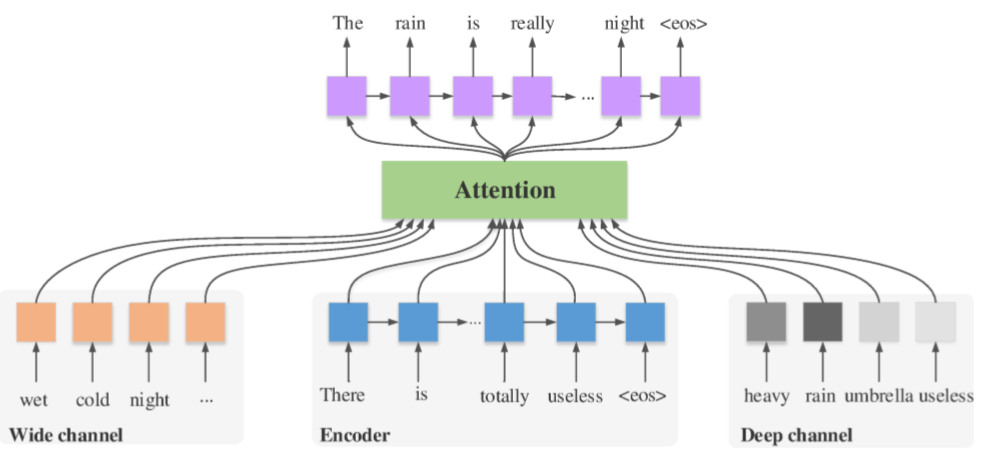 The rain is really night <eos>
...
Attention
...
wet cold night ...
Wide channel
There is totally useless <eos>
Encoder
heavy rain umbrella useless
Deep channel